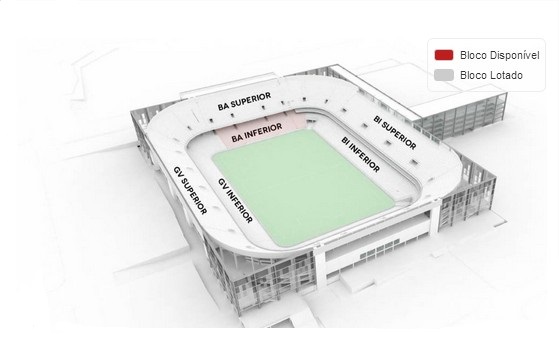 Bloco Disponível
Bloco Lotado
BA SUPERIOR
BA INFERIOR
BI SUPERIOR
BI INFERIOR
GV SUPERIOR
GV INFERIOR